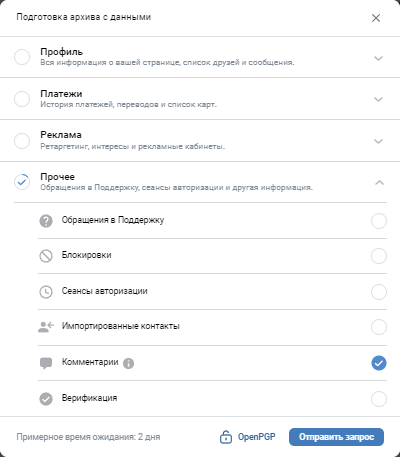 Подготовка архива с данными
Профиль
Вся информация о вашей странице, список друзей и сообщения.
Платежи
История платежей, переводов и список карт.
Реклама
Ретаргетинг, интересы и рекламные кабинеты.
Прочее
Обращения в Поддержку, сеансы авторизации и другая информация.
Обращения в Поддержку
Блокировки
Сеансы авторизации
Импортированные контакты
Комментарии
Верификация
Примерное время ожидания: 2 дня
OpenPGP
Отправить запрос